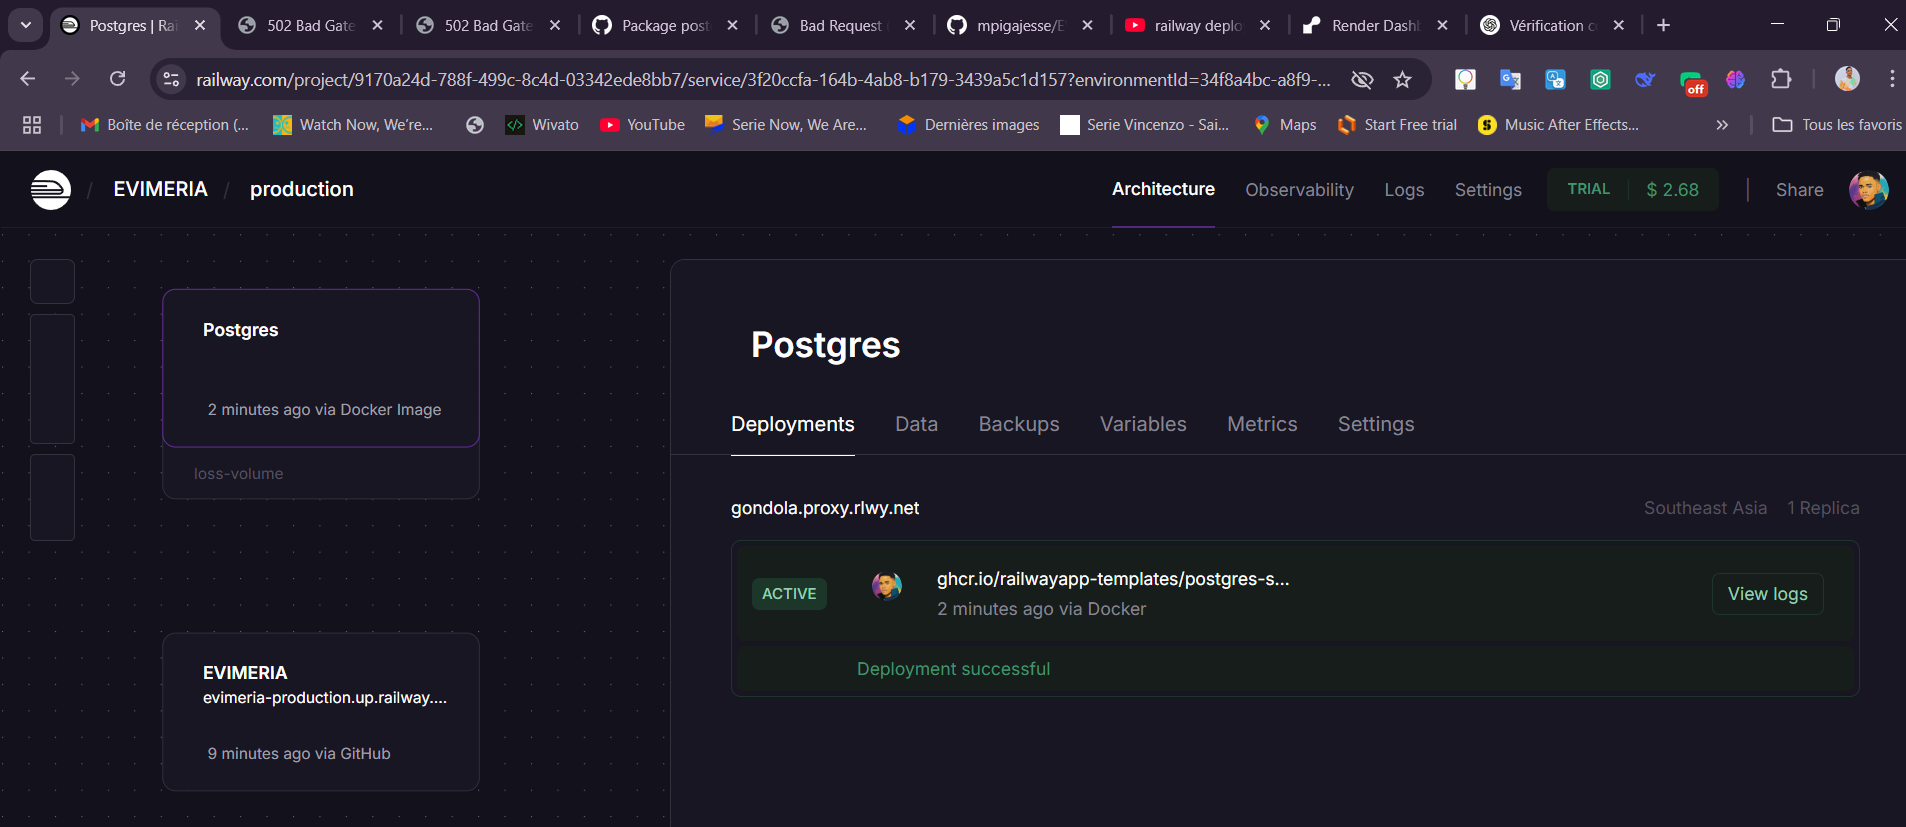 Postgres | Rai
502 Bad Gate
502 Bad Gate
Package post
Bad Request
mpigajesse/E
railway deplo
Render Dashb
Vérification c
railway.com/project/9170a24d-788f-499c-8c4d-03342ede8bb7/service/3f20ccfa-164b-4ab8-b179-3439a5c1d157?environmentId=34f8a4bc-a8f9-...
off
Boîte de réception (...
Watch Now, We're...
Wivato
YouTube
Serie Now, We Are...
Dernières images
Serie Vincenzo - Sai...
Maps
Start Free trial
Music After Effects...
Tous les favoris
/ EVIMERIA / production
Architecture
Observability
Logs
Settings
TRIAL
$ 2.68
Share
Postgres
2 minutes ago via Docker Image
loss-volume
EVIMERIA
evimeria-production.up.railway....
9 minutes ago via GitHub
Postgres
Deployments
Data
Backups
Variables
Metrics
Settings
gondola.proxy.rlwy.net
Southeast Asia
1 Replica
ACTIVE
ghcr.io/railwayapp-templates/postgres-s...
2 minutes ago via Docker
View logs
Deployment successful